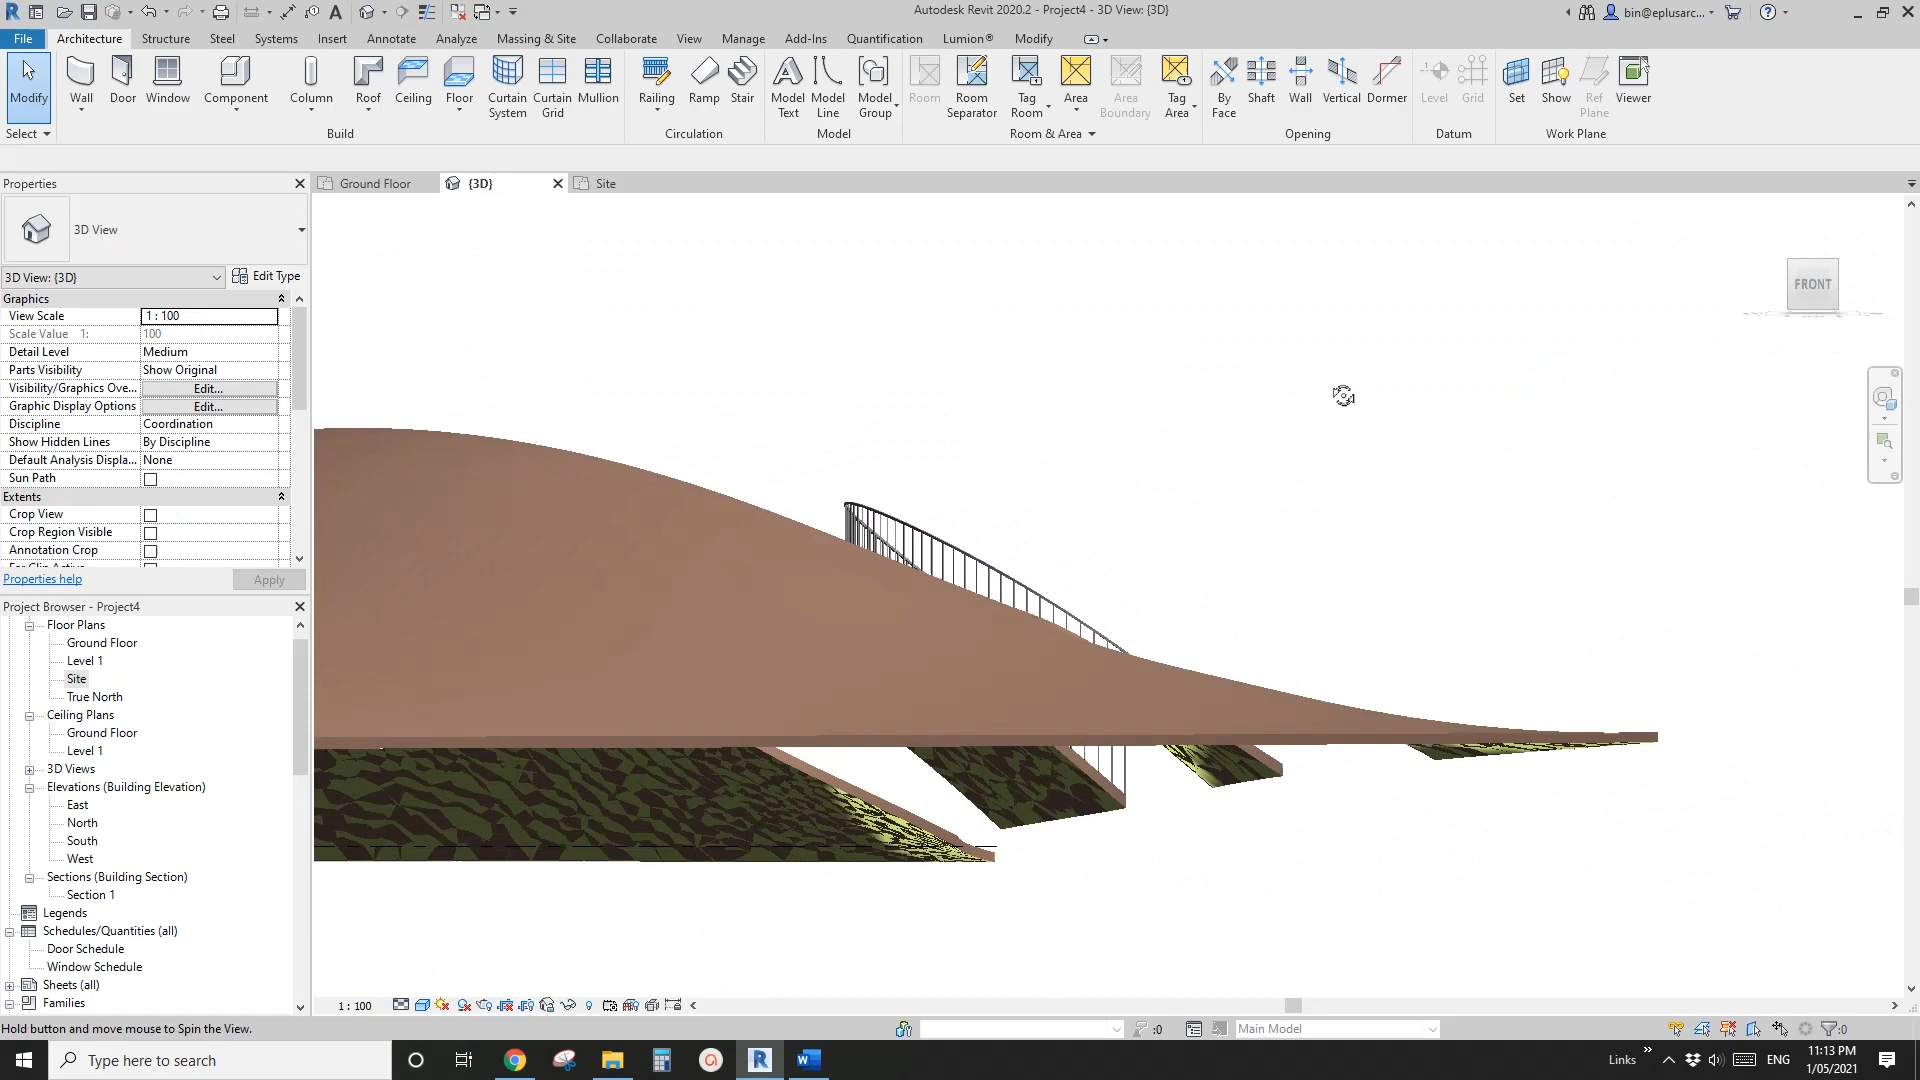 Autodesk Revit 2020.2 - Project4 - 3D View: {3D}
bin@eplusarc...
File
Architecture
Structure
Steel
Systems
Insert
Annotate
Analyze
Massing & Site
Collaborate
View
Manage
Add-Ins
Quantification
Lumion®
Modify
Modify
Wall
Door
Window
Component
Column
Roof
Ceiling
Floor
Curtain System
Curtain Grid
Mullion
Railing
Ramp
Stair
Model Text
Model Line
Model Group
Room
Room Separator
Tag Room
Area
Area Boundary
Tag Area
By Face
Shaft
Wall
Vertical
Dormer
Level
Grid
Set
Show
Ref Plane
Viewer
Select
Build
Circulation
Model
Room & Area
Opening
Datum
Work Plane
Properties
Ground Floor
{3D}
Site
3D View
3D View: {3D}
Edit Type
Graphics
View Scale 1 : 100
Scale Value 1: 100
Detail Level Medium
Parts Visibility Show Original
Visibility/Graphics Ove... Edit...
Graphic Display Options Edit...
Discipline Coordination
Show Hidden Lines By Discipline
Default Analysis Displa... None
Sun Path
Extents
Crop View
Crop Region Visible
Annotation Crop
Properties help
Apply
Project Browser - Project4
Floor Plans
Ground Floor
Level 1
Site
True North
Ceiling Plans
Ground Floor
Level 1
3D Views
Elevations (Building Elevation)
East
North
South
West
Sections (Building Section)
Section 1
Legends
Schedules/Quantities (all)
Door Schedule
Window Schedule
Sheets (all)
Families
FRONT
1 : 100
Hold button and move mouse to Spin the View.
:0
Main Model
:0
Type here to search
Links
ENG
11:13 PM
1/05/2021